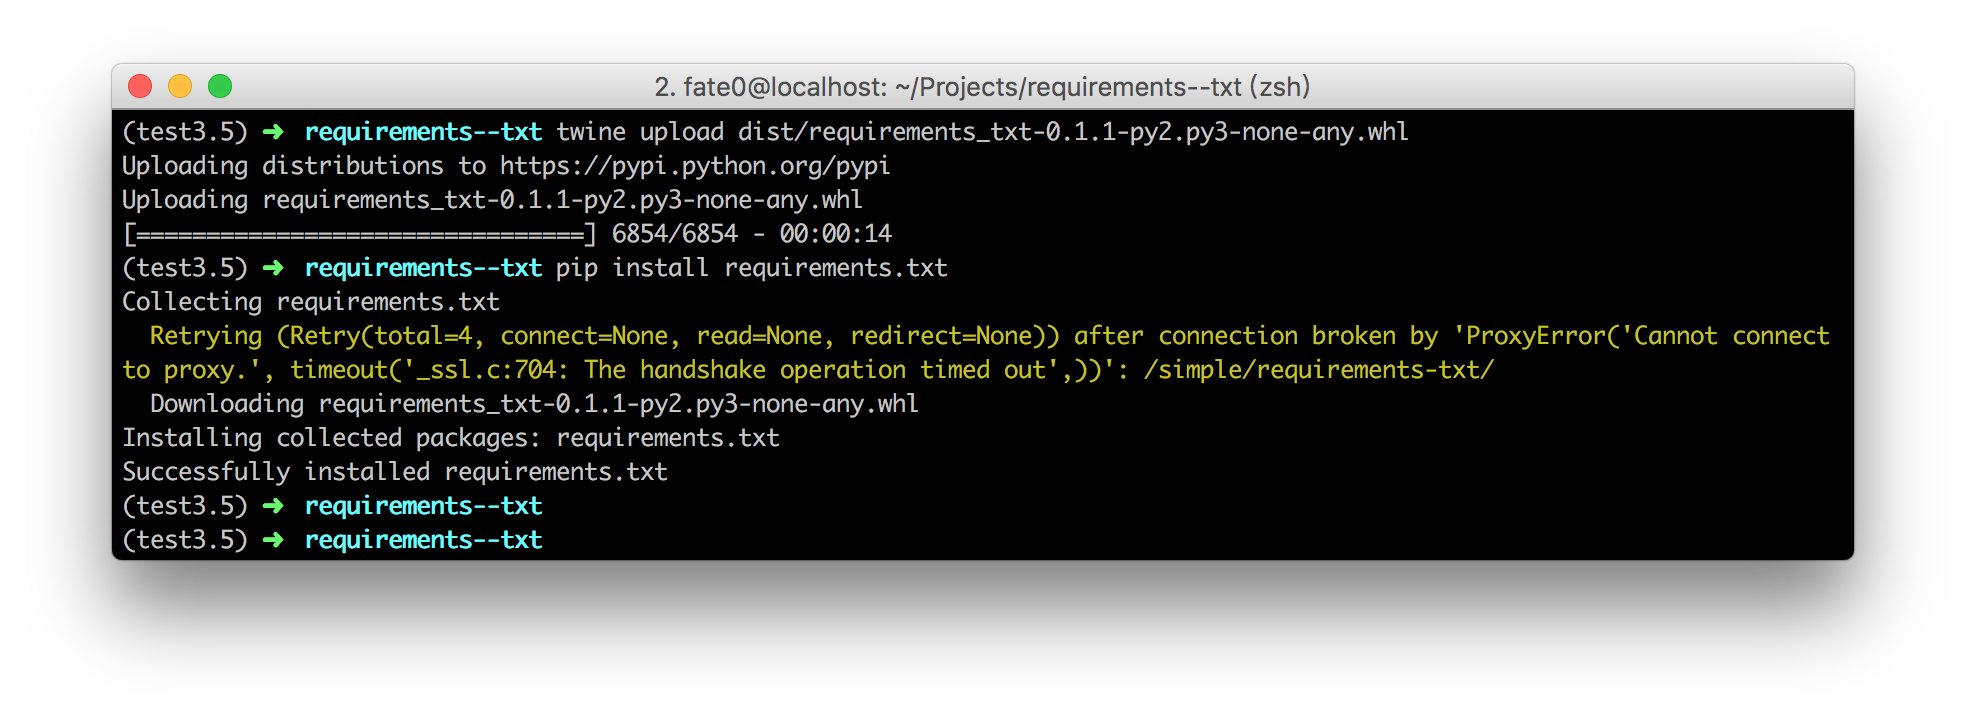 2. fate0@localhost: ~/Projects/requirements--txt (zsh)
(test3.5) ➜ requirements--txt twine upload dist/requirements_txt-0.1.1-py2.py3-none-any.whl
Uploading distributions to https://pypi.python.org/pypi
Uploading requirements_txt-0.1.1-py2.py3-none-any.whl
[================================] 6854/6854 - 00:00:14
(test3.5) ➜ requirements--txt pip install requirements.txt
Collecting requirements.txt
  Retrying (Retry(total=4, connect=None, read=None, redirect=None)) after connection broken by 'ProxyError('Cannot connect
to proxy.', timeout('_ssl.c:704: The handshake operation timed out',))': /simple/requirements-txt/
  Downloading requirements_txt-0.1.1-py2.py3-none-any.whl
Installing collected packages: requirements.txt
Successfully installed requirements.txt
(test3.5) ➜ requirements--txt
(test3.5) ➜ requirements--txt